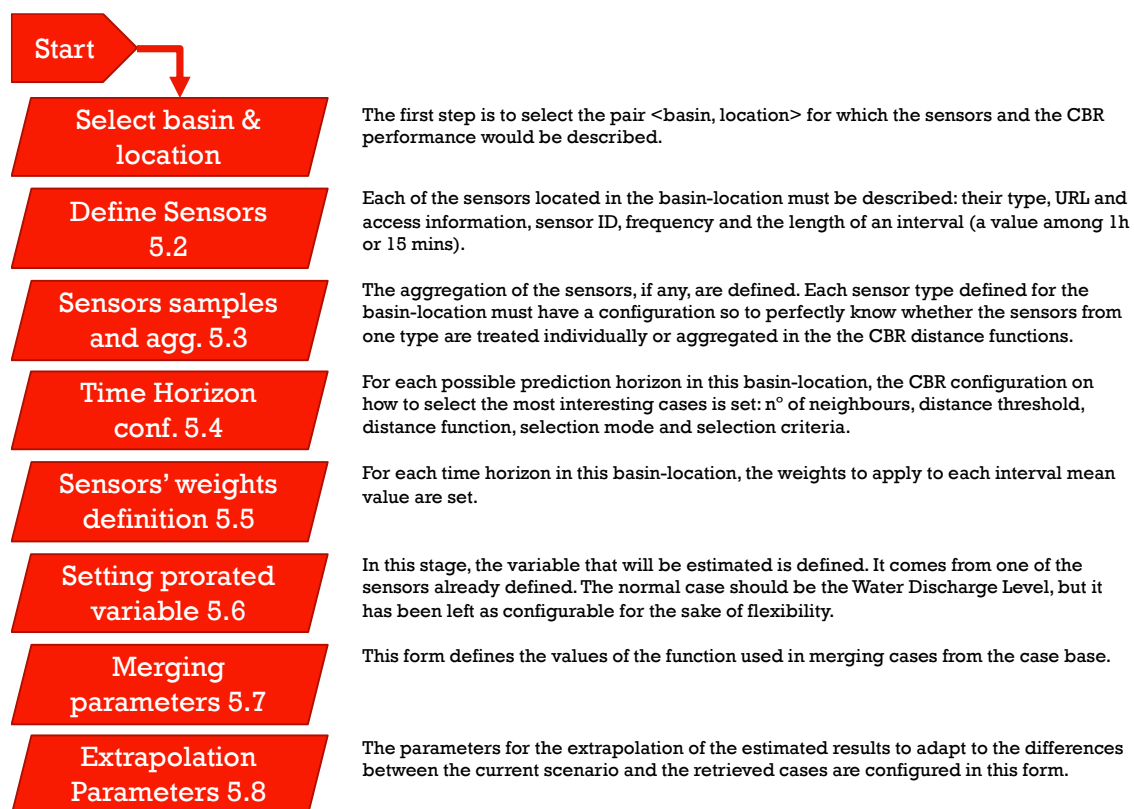 Start
Select basin &
location
The first step is to select the pair <basin, location> for which the sensors and the CBR
performance would be described.
Define Sensors
5.2
Each of the sensors located in the basin-location must be described: their type, URL and
access information, sensor ID, frequency and the length of an interval (a value among 1h
or 15 mins).
Sensors samples
and agg. 5.3
The aggregation of the sensors, if any, are defined. Each sensor type defined for the
basin-location must have a configuration so to perfectly know whether the sensors from
one type are treated individually or aggregated in the the CBR distance functions.
Time Horizon
conf. 5.4
For each possible prediction horizon in this basin-location, the CBR configuration on
how to select the most interesting cases is set: nº of neighbours, distance threshold,
distance function, selection mode and selection criteria.
Sensors’ weights
definition 5.5
For each time horizon in this basin-location, the weights to apply to each interval mean
value are set.
Setting prorated
variable 5.6
In this stage, the variable that will be estimated is defined. It comes from one of the
sensors already defined. The normal case should be the Water Discharge Level, but it
has been left as configurable for the sake of flexibility.
Merging
parameters 5.7
This form defines the values of the function used in merging cases from the case base.
Extrapolation
Parameters 5.8
The parameters for the extrapolation of the estimated results to adapt to the differences
between the current scenario and the retrieved cases are configured in this form.